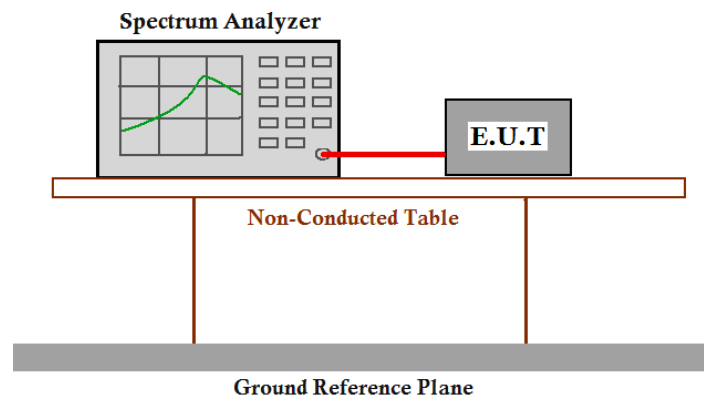 Spectrum Analyzer
E.U.T
Non-Conducted Table
Ground Reference Plane